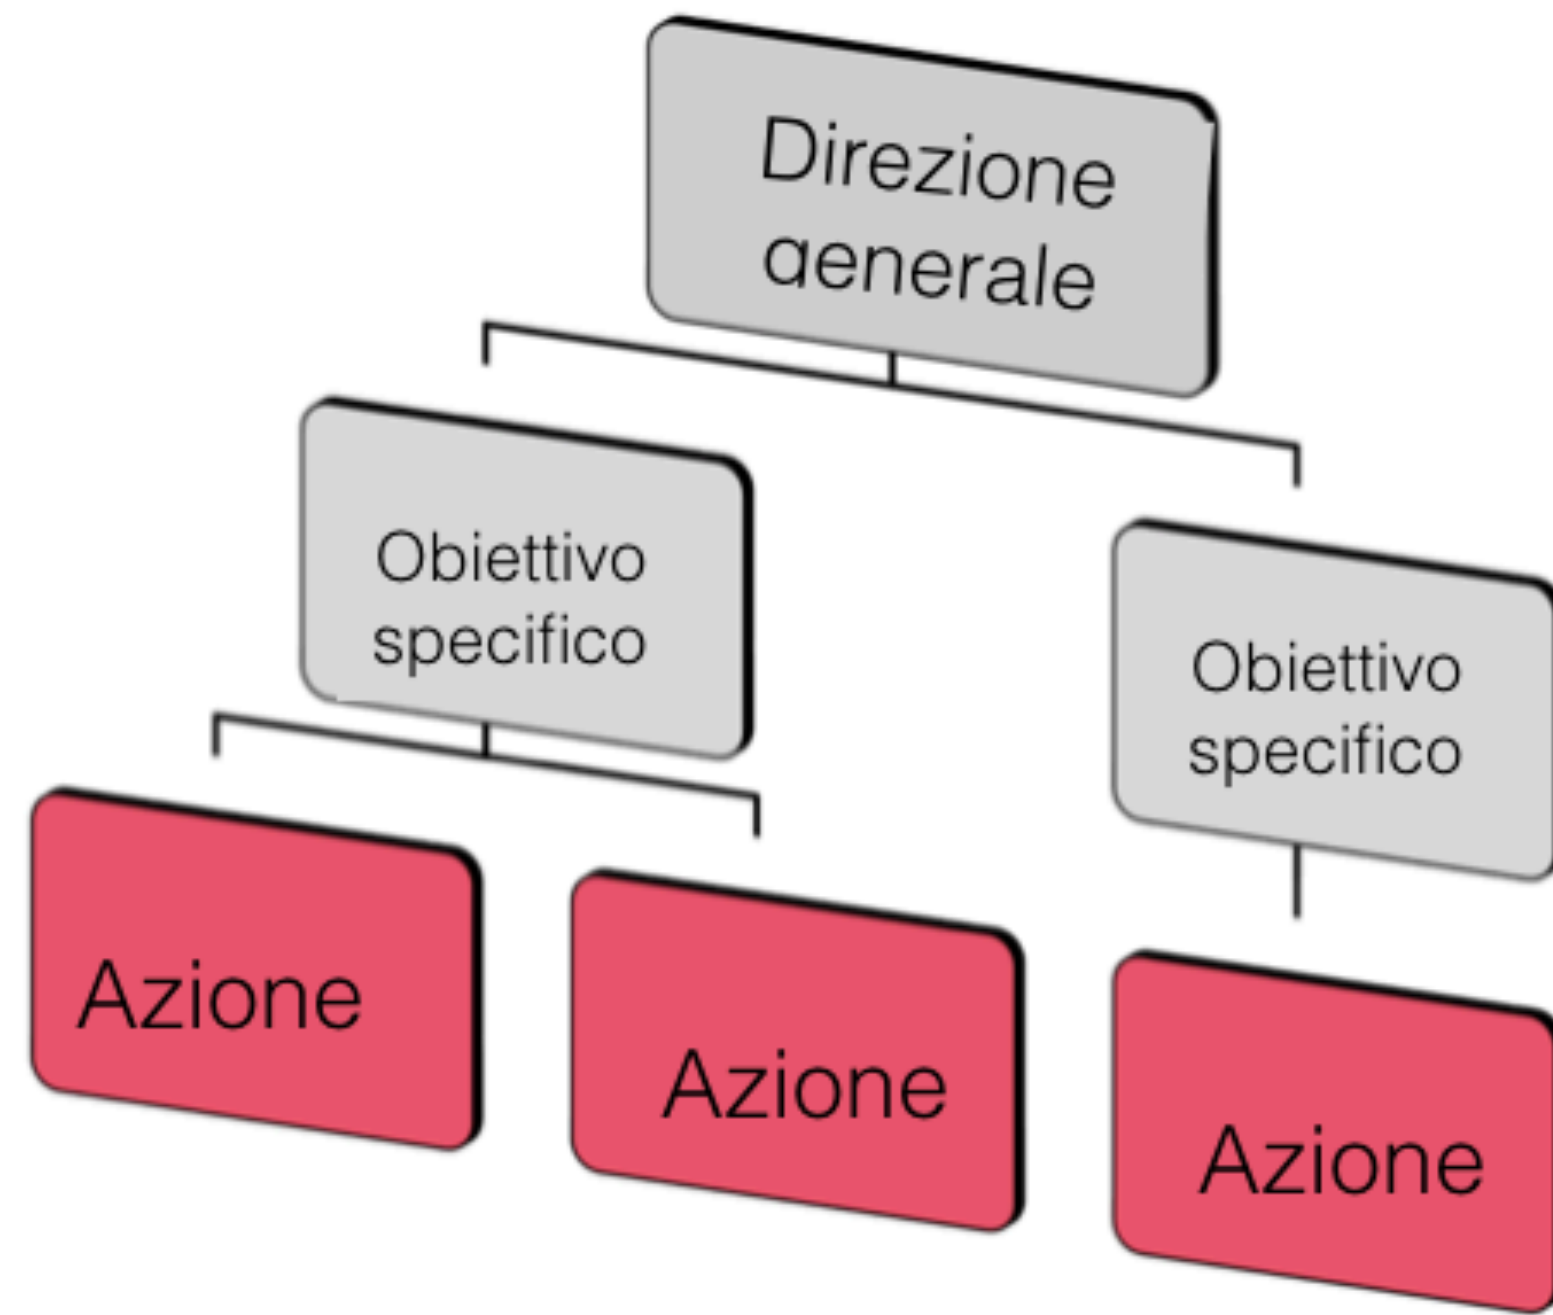 Direzione
generale
Obiettivo
specifico
Obiettivo
specifico
Azione
Azione
Azione